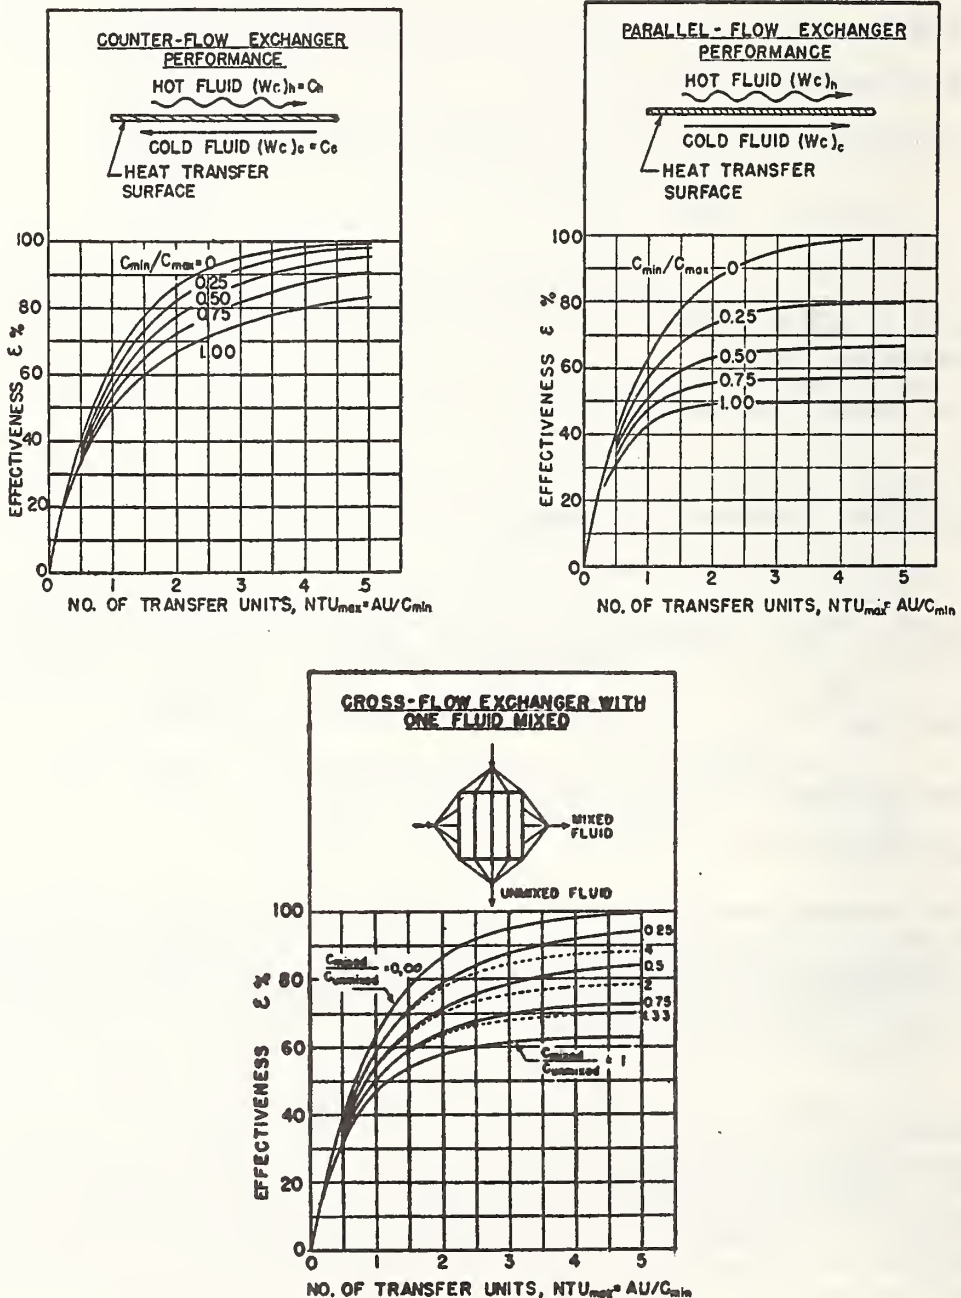 COUNTER-FLOW EXCHANGER
PERFORMANCE
HOT FLUID (Wc)h = Ch
COLD FLUID (Wc)c = Cc
HEAT TRANSFER
SURFACE
EFFECTIVENESS ε %
100
80
60
40
20
0
Cmin/Cmax = 0
0.25
0.50
0.75
1.00
0 1 2 3 4 5
NO. OF TRANSFER UNITS, NTUmax = AU/Cmin
PARALLEL-FLOW EXCHANGER
PERFORMANCE
HOT FLUID (Wc)h
COLD FLUID (Wc)c
HEAT TRANSFER
SURFACE
EFFECTIVENESS ε %
100
80
60
40
20
0
Cmin/Cmax 0
0.25
0.50
0.75
1.00
0 1 2 3 4 5
NO. OF TRANSFER UNITS, NTUmax = AU/Cmin
CROSS-FLOW EXCHANGER WITH
ONE FLUID MIXED
MIXED
FLUID
UNMIXED FLUID
EFFECTIVENESS ε %
100
80
60
40
20
0
Cmixed
Cunmixed = 0,00
0.25
4
0.5
2
0.75
1.33
Cmixed
Cunmixed = 1
0 1 2 3 4 5
NO. OF TRANSFER UNITS, NTUmax = AU/Cmin